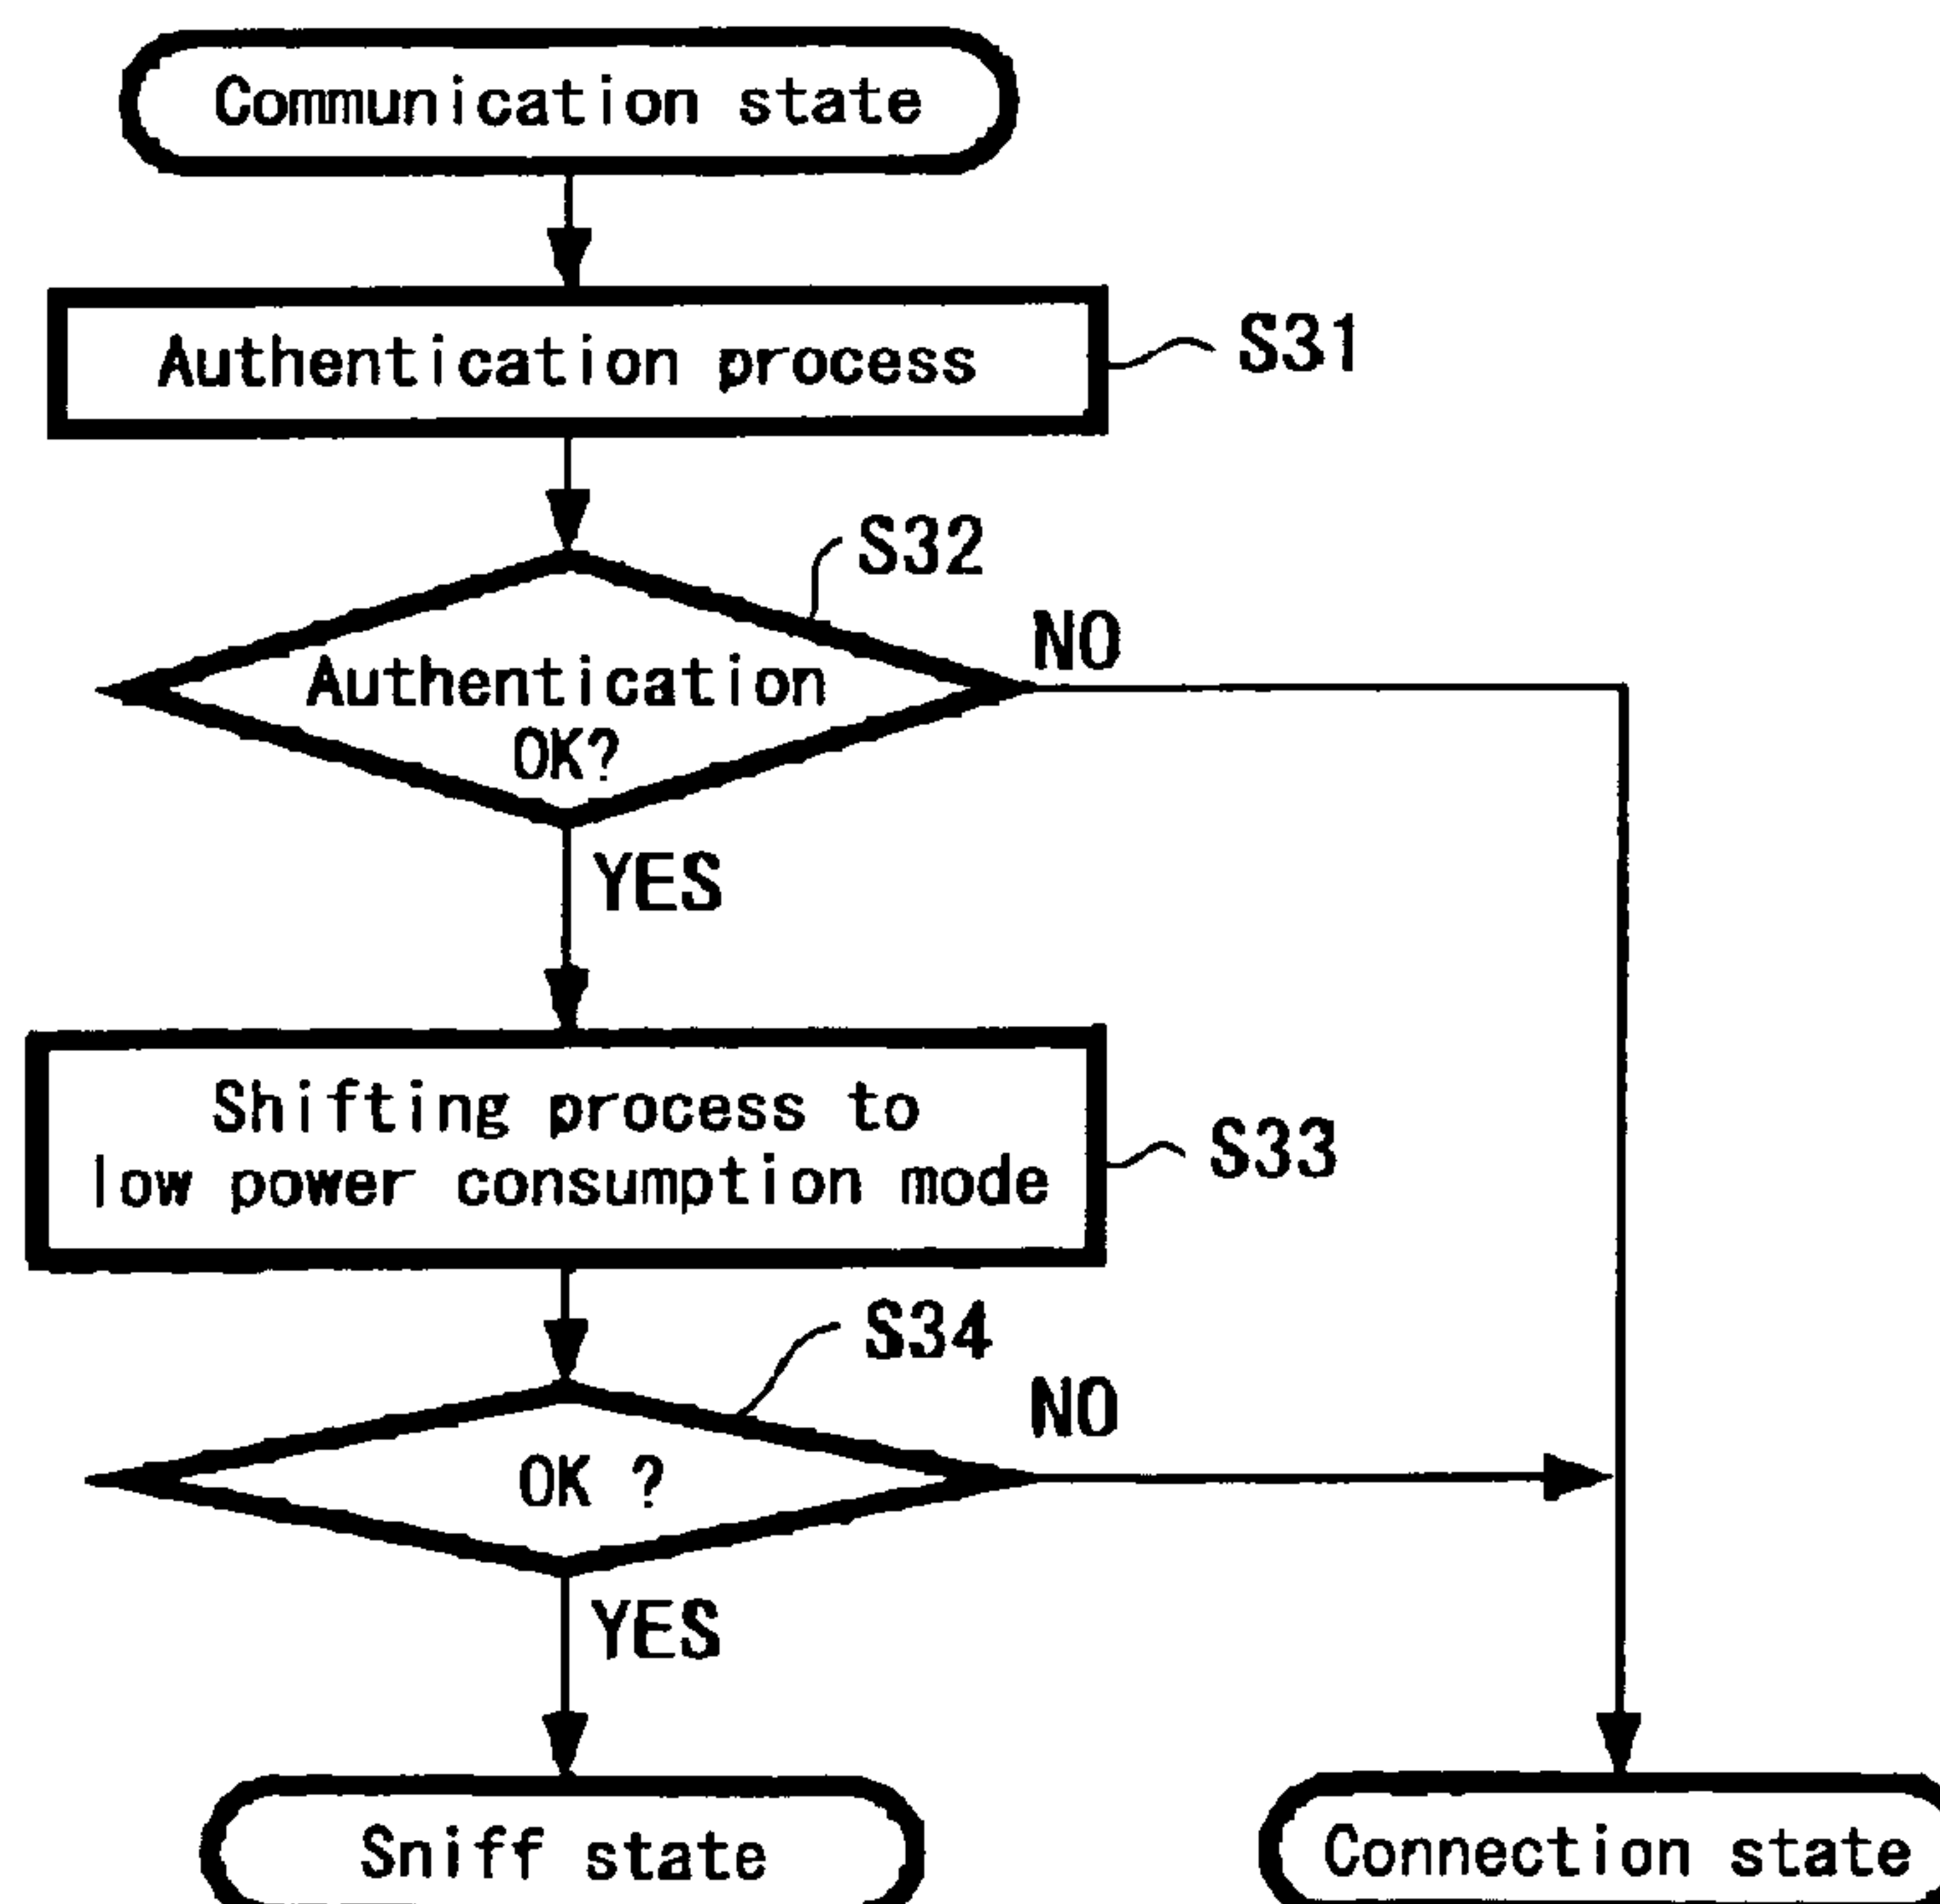 Communication state
Authentication process
S31
S32
Authentication
OK?
NO
YES
Shifting process to
low power consumption mode
S33
S34
OK ?
NO
YES
Sniff state
Connection state